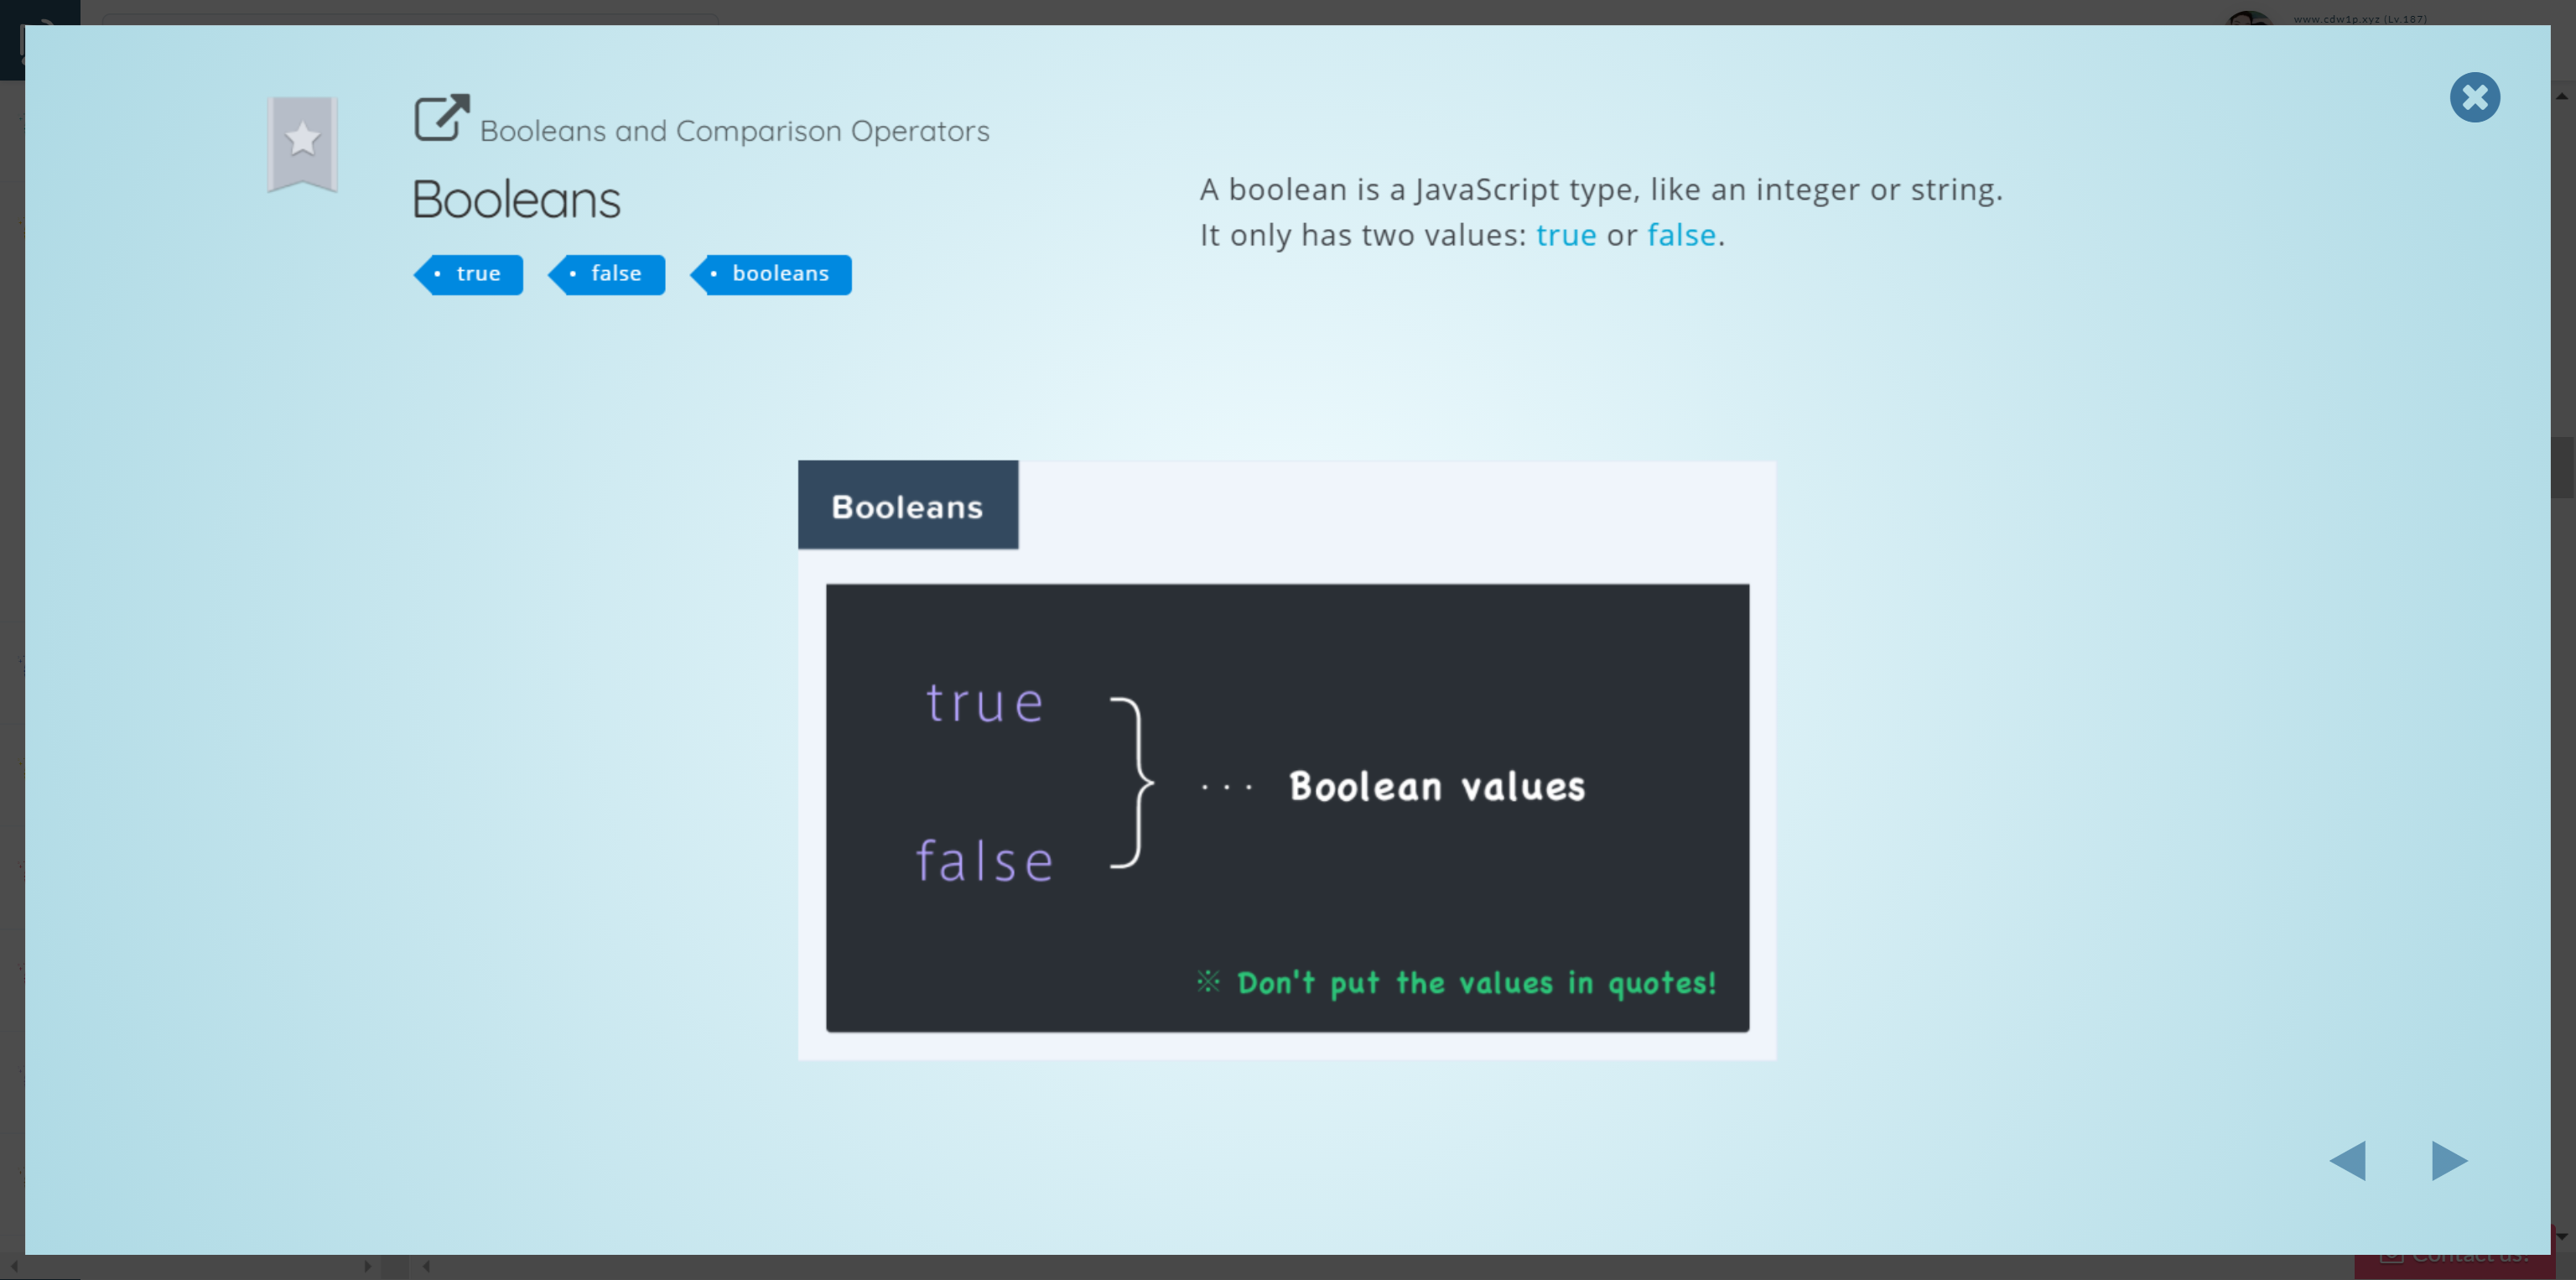 www.cdw1p.xyz (Lv.187)
Booleans and Comparison Operators
Booleans
true
false
booleans
A boolean is a JavaScript type, like an integer or string.
It only has two values: true or false.
Booleans
true
false
... Boolean values
※ Don't put the values in quotes!
Contact us!